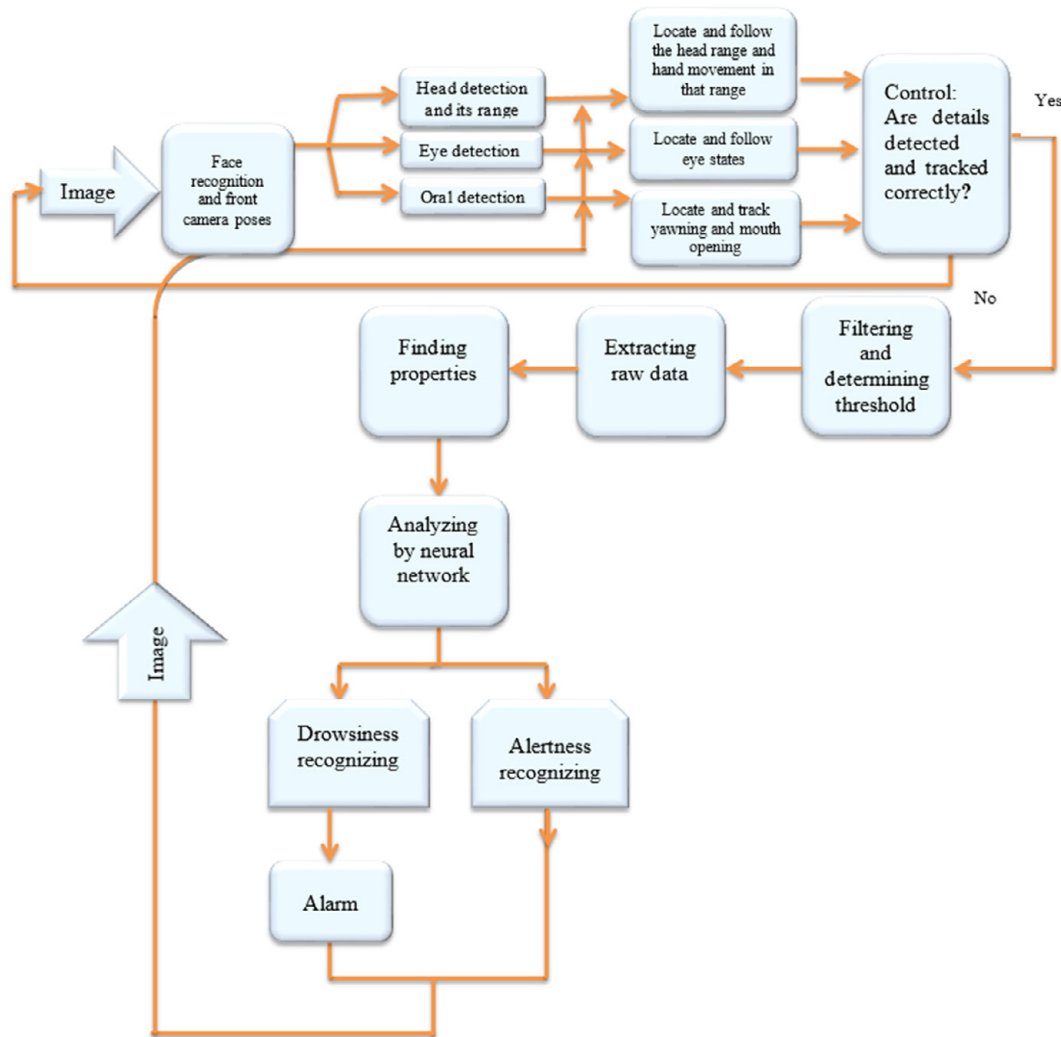 Image
Face
recognition
and front
camera poses
Head detection
and its range
Eye detection
Oral detection
Locate and follow
the head range and
hand movement in
that range
Locate and follow
eye states
Locate and track
yawning and mouth
opening
Control:
Are details
detected
and tracked
correctly?
Yes
No
Filtering
and
determining
threshold
Extracting
raw data
Finding
properties
Analyzing
by neural
network
Drowsiness
recognizing
Alertness
recognizing
Alarm
Image